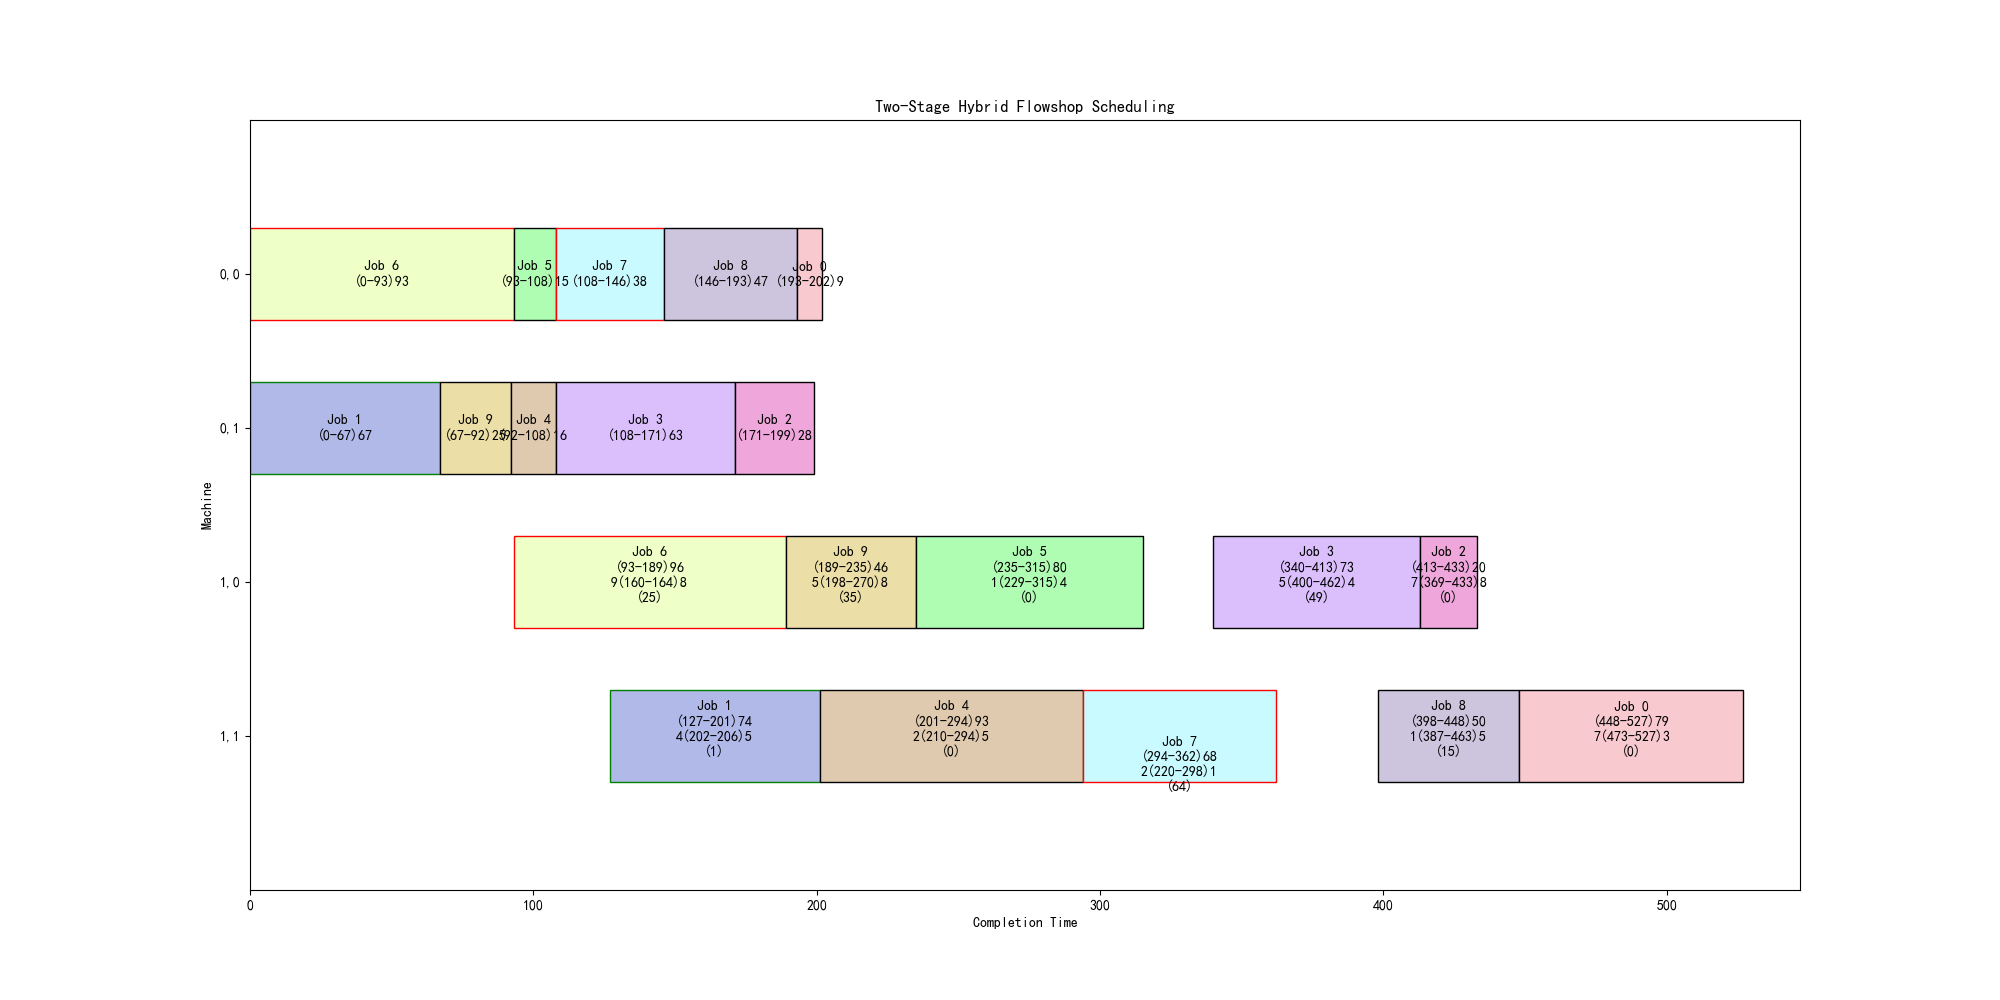 Two-Stage Hybrid Flowshop Scheduling
0,0
Job 6
(0-93)93
Job 5
(93-108)15
Job 7
(108-146)38
Job 8
(146-193)47
Job 0
(193-202)9
0,1
Job 1
(0-67)67
Job 9
(67-92)25
Job 4
(92-108)16
Job 3
(108-171)63
Job 2
(171-199)28
Machine
1,0
Job 6
(93-189)96
9(160-164)8
(25)
Job 9
(189-235)46
5(198-270)8
(35)
Job 5
(235-315)80
1(229-315)4
(0)
Job 3
(340-413)73
5(400-462)4
(49)
Job 2
(413-433)20
7(369-433)8
(0)
1,1
Job 1
(127-201)74
4(202-206)5
(1)
Job 4
(201-294)93
2(210-294)5
(0)
Job 7
(294-362)68
2(220-298)1
(64)
Job 8
(398-448)50
1(387-463)5
(15)
Job 0
(448-527)79
7(473-527)3
(0)
0
100
200
300
400
500
Completion Time